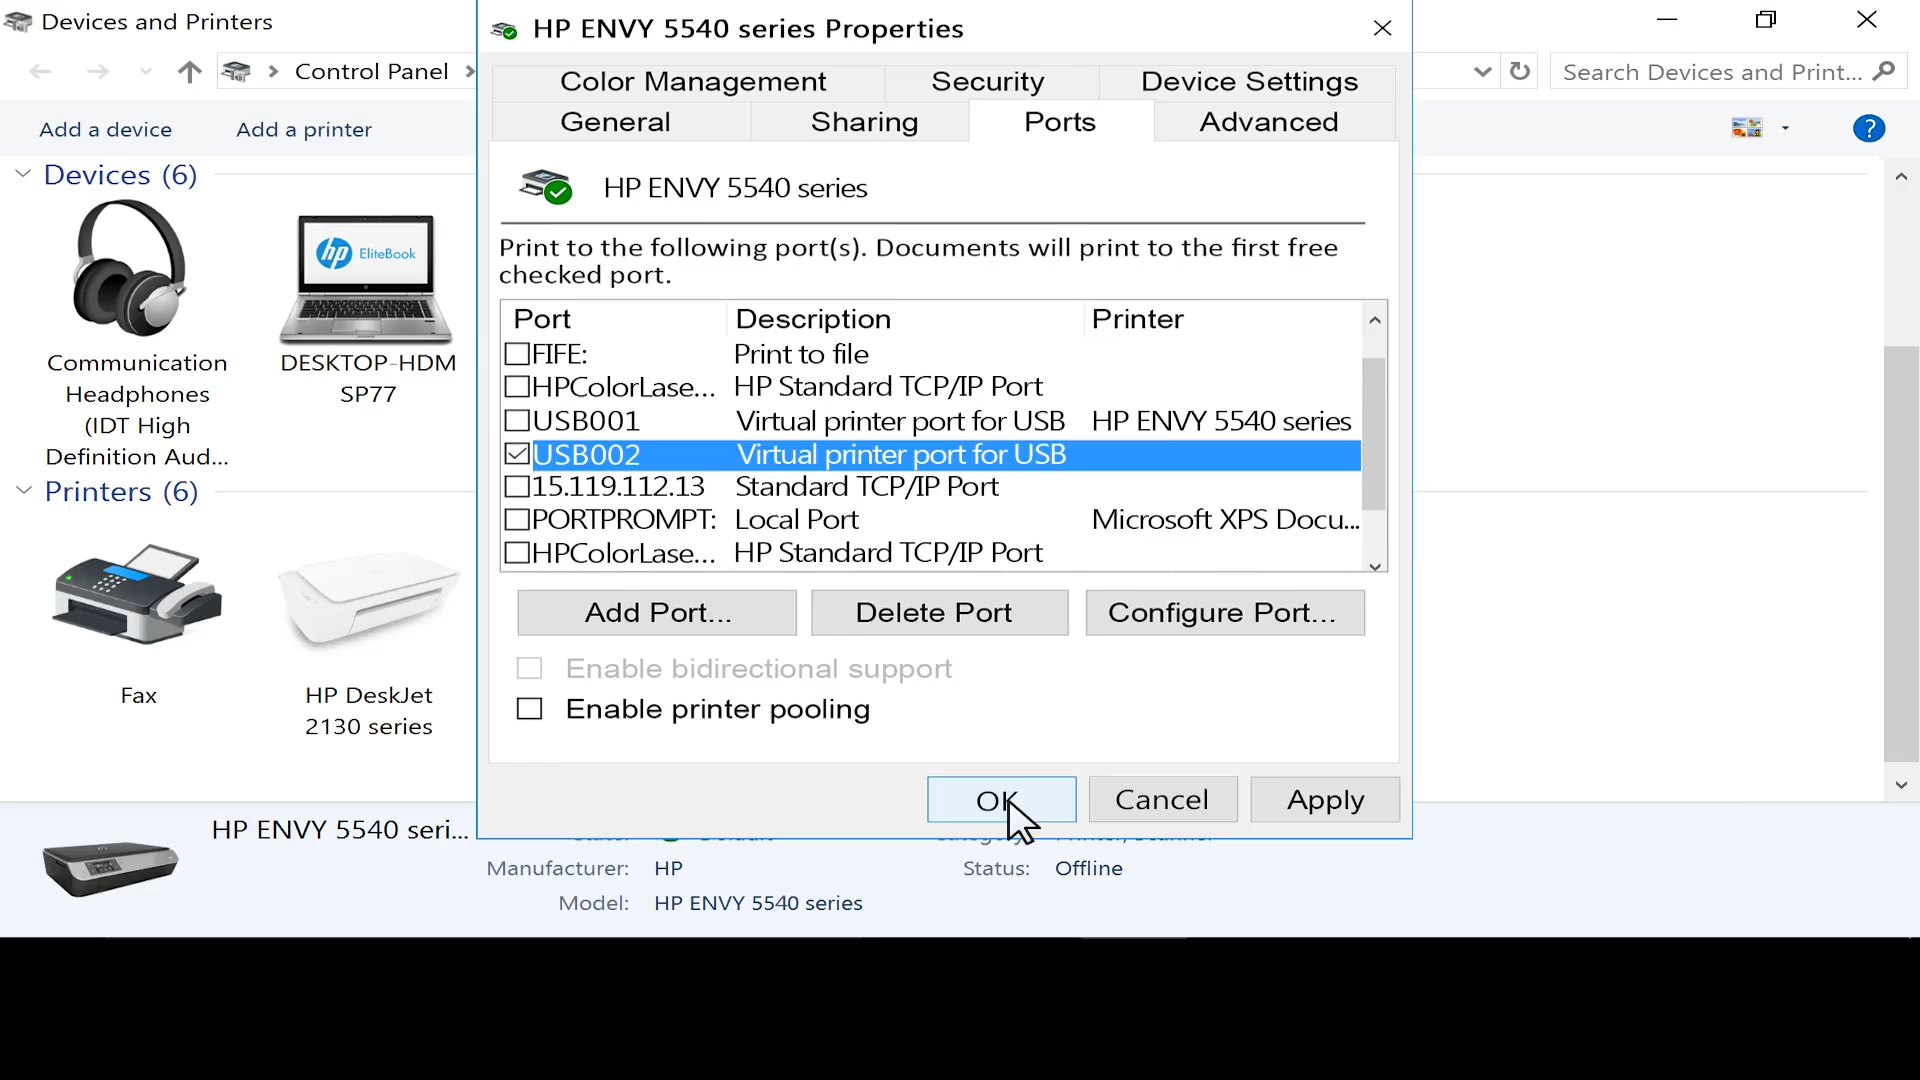 Devices and Printers
HP ENVY 5540 series Properties
Control Panel
Search Devices and Print...
Color Management
Security
Device Settings
General
Sharing
Ports
Advanced
Add a device
Add a printer
?
Devices (6)
hp EliteBook
Communication
Headphones
(IDT High
Definition Aud...
DESKTOP-HDM
SP77
Printers (6)
Fax
HP DeskJet
2130 series
HP ENVY 5540 series
Print to the following port(s). Documents will print to the first free
checked port.
Port Description Printer
FIFE: Print to file
HPColorLase... HP Standard TCP/IP Port
USB001 Virtual printer port for USB HP ENVY 5540 series
USB002 Virtual printer port for USB
15.119.112.13 Standard TCP/IP Port
PORTPROMPT: Local Port Microsoft XPS Docu...
HPColorLase... HP Standard TCP/IP Port
Add Port...
Delete Port
Configure Port...
Enable bidirectional support
Enable printer pooling
OK
Cancel
Apply
HP ENVY 5540 seri...
Manufacturer: HP
Status: Offline
Model: HP ENVY 5540 series